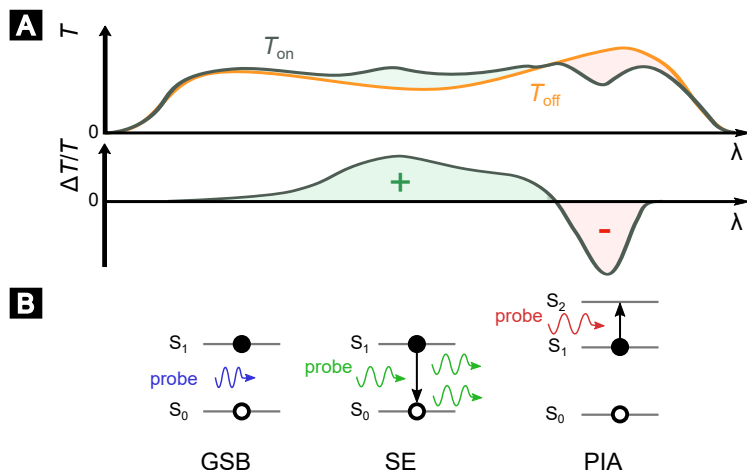 A
T
T_on
T_off
0
λ
ΔT/T
0
+
-
λ
B
S_2
probe
S_1
S_1
S_1
probe
probe
S_0
S_0
S_0
GSB
SE
PIA